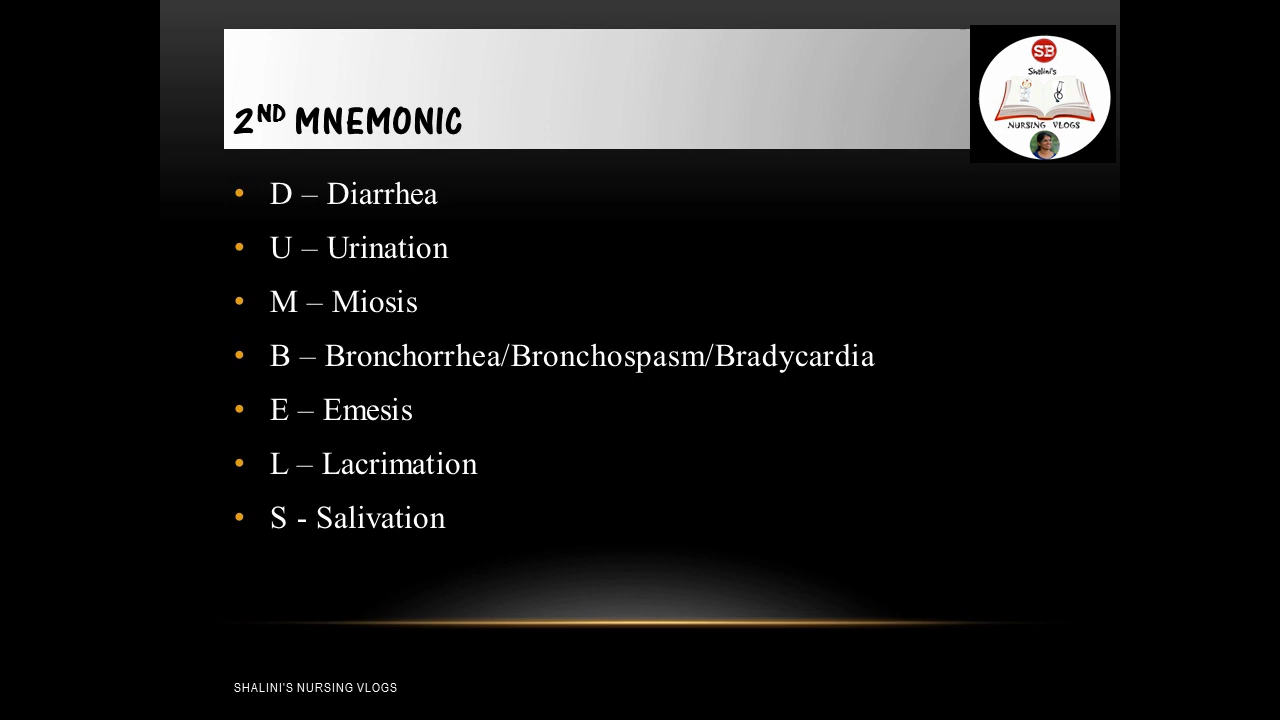 SB
Shalini's
NURSING VLOGS
2ND MNEMONIC
• D – Diarrhea
• U – Urination
• M – Miosis
• B – Bronchorrhea/Bronchospasm/Bradycardia
• E – Emesis
• L – Lacrimation
• S - Salivation
SHALINI'S NURSING VLOGS